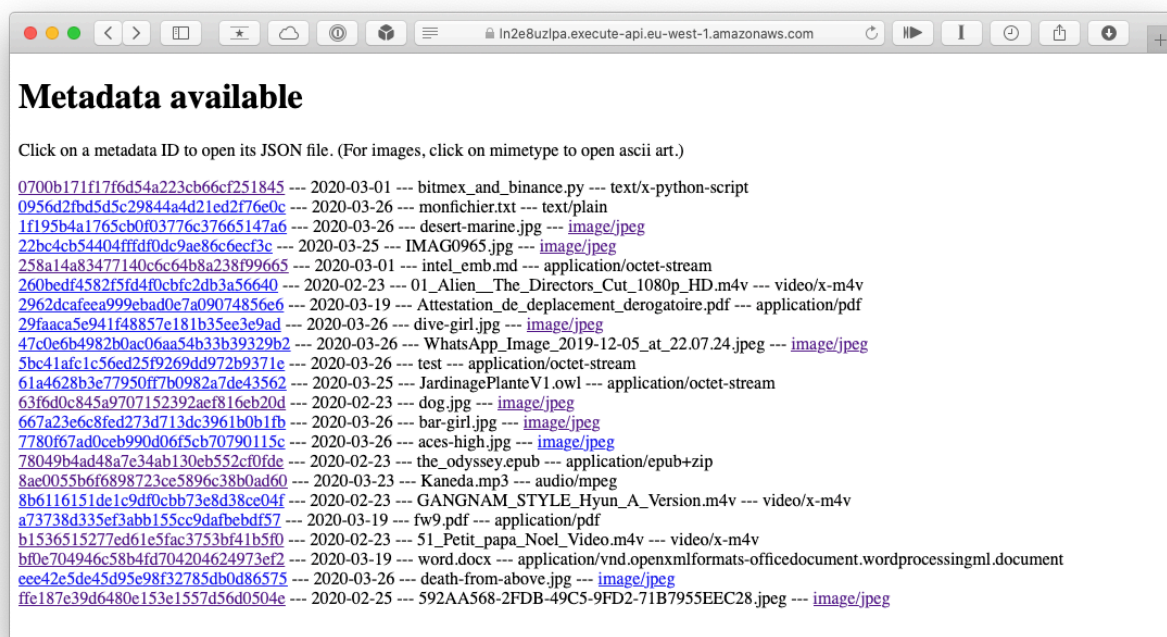 ln2e8uzlpa.execute-api.eu-west-1.amazonaws.com
Metadata available
Click on a metadata ID to open its JSON file. (For images, click on mimetype to open ascii art.)
0700b171f17f6d54a223cb66cf251845 --- 2020-03-01 --- bitmex_and_binance.py --- text/x-python-script
0956d2fbd5d5c29844a4d21ed2f76e0c --- 2020-03-26 --- monfichier.txt --- text/plain
1f195b4a1765cb0f03776c37665147a6 --- 2020-03-26 --- desert-marine.jpg --- image/jpeg
22bc4cb54404fffdf0dc9ae86c6ecf3c --- 2020-03-25 --- IMAG0965.jpg --- image/jpeg
258a14a83477140c6c64b8a238f99665 --- 2020-03-01 --- intel_emb.md --- application/octet-stream
260bedf4582f5fd4f0cbfc2db3a56640 --- 2020-02-23 --- 01_Alien__The_Directors_Cut_1080p_HD.m4v --- video/x-m4v
2962dcafeea999ebad0e7a09074856e6 --- 2020-03-19 --- Attestation_de_deplacement_derogatoire.pdf --- application/pdf
29faaca5e941f48857e181b35ee3e9ad --- 2020-03-26 --- dive-girl.jpg --- image/jpeg
47c0e6b4982b0ac06aa54b33b39329b2 --- 2020-03-26 --- WhatsApp_Image_2019-12-05_at_22.07.24.jpeg --- image/jpeg
5bc41afc1c56ed25f9269dd972b9371e --- 2020-03-26 --- test --- application/octet-stream
61a4628b3e77950ff7b0982a7de43562 --- 2020-03-25 --- JardinagePlanteV1.owl --- application/octet-stream
63f6d0c845a9707152392aef816eb20d --- 2020-02-23 --- dog.jpg --- image/jpeg
667a23e6c8fed273d713dc3961b0b1fb --- 2020-03-26 --- bar-girl.jpg --- image/jpeg
7780f67ad0ceb990d06f5cb70790115c --- 2020-03-26 --- aces-high.jpg --- image/jpeg
78049b4ad48a7e34ab130eb552cf0fde --- 2020-02-23 --- the_odyssey.epub --- application/epub+zip
8ae0055b6f6898723ce5896c38b0ad60 --- 2020-03-23 --- Kaneda.mp3 --- audio/mpeg
8b6116151de1c9df0cbb73e8d38ce04f --- 2020-02-23 --- GANGNAM_STYLE_Hyun_A_Version.m4v --- video/x-m4v
a73738d335ef3abb155cc9dafbebdf57 --- 2020-03-19 --- fw9.pdf --- application/pdf
b1536515277ed61e5fac3753bf41b5f0 --- 2020-02-23 --- 51_Petit_papa_Noel_Video.m4v --- video/x-m4v
bf0e704946c58b4fd704204624973ef2 --- 2020-03-19 --- word.docx --- application/vnd.openxmlformats-officedocument.wordprocessingml.document
eee42e5de45d95e98f32785db0d86575 --- 2020-03-26 --- death-from-above.jpg --- image/jpeg
ffe187e39d6480e153e1557d56d0504e --- 2020-02-25 --- 592AA568-2FDB-49C5-9FD2-71B7955EEC28.jpeg --- image/jpeg